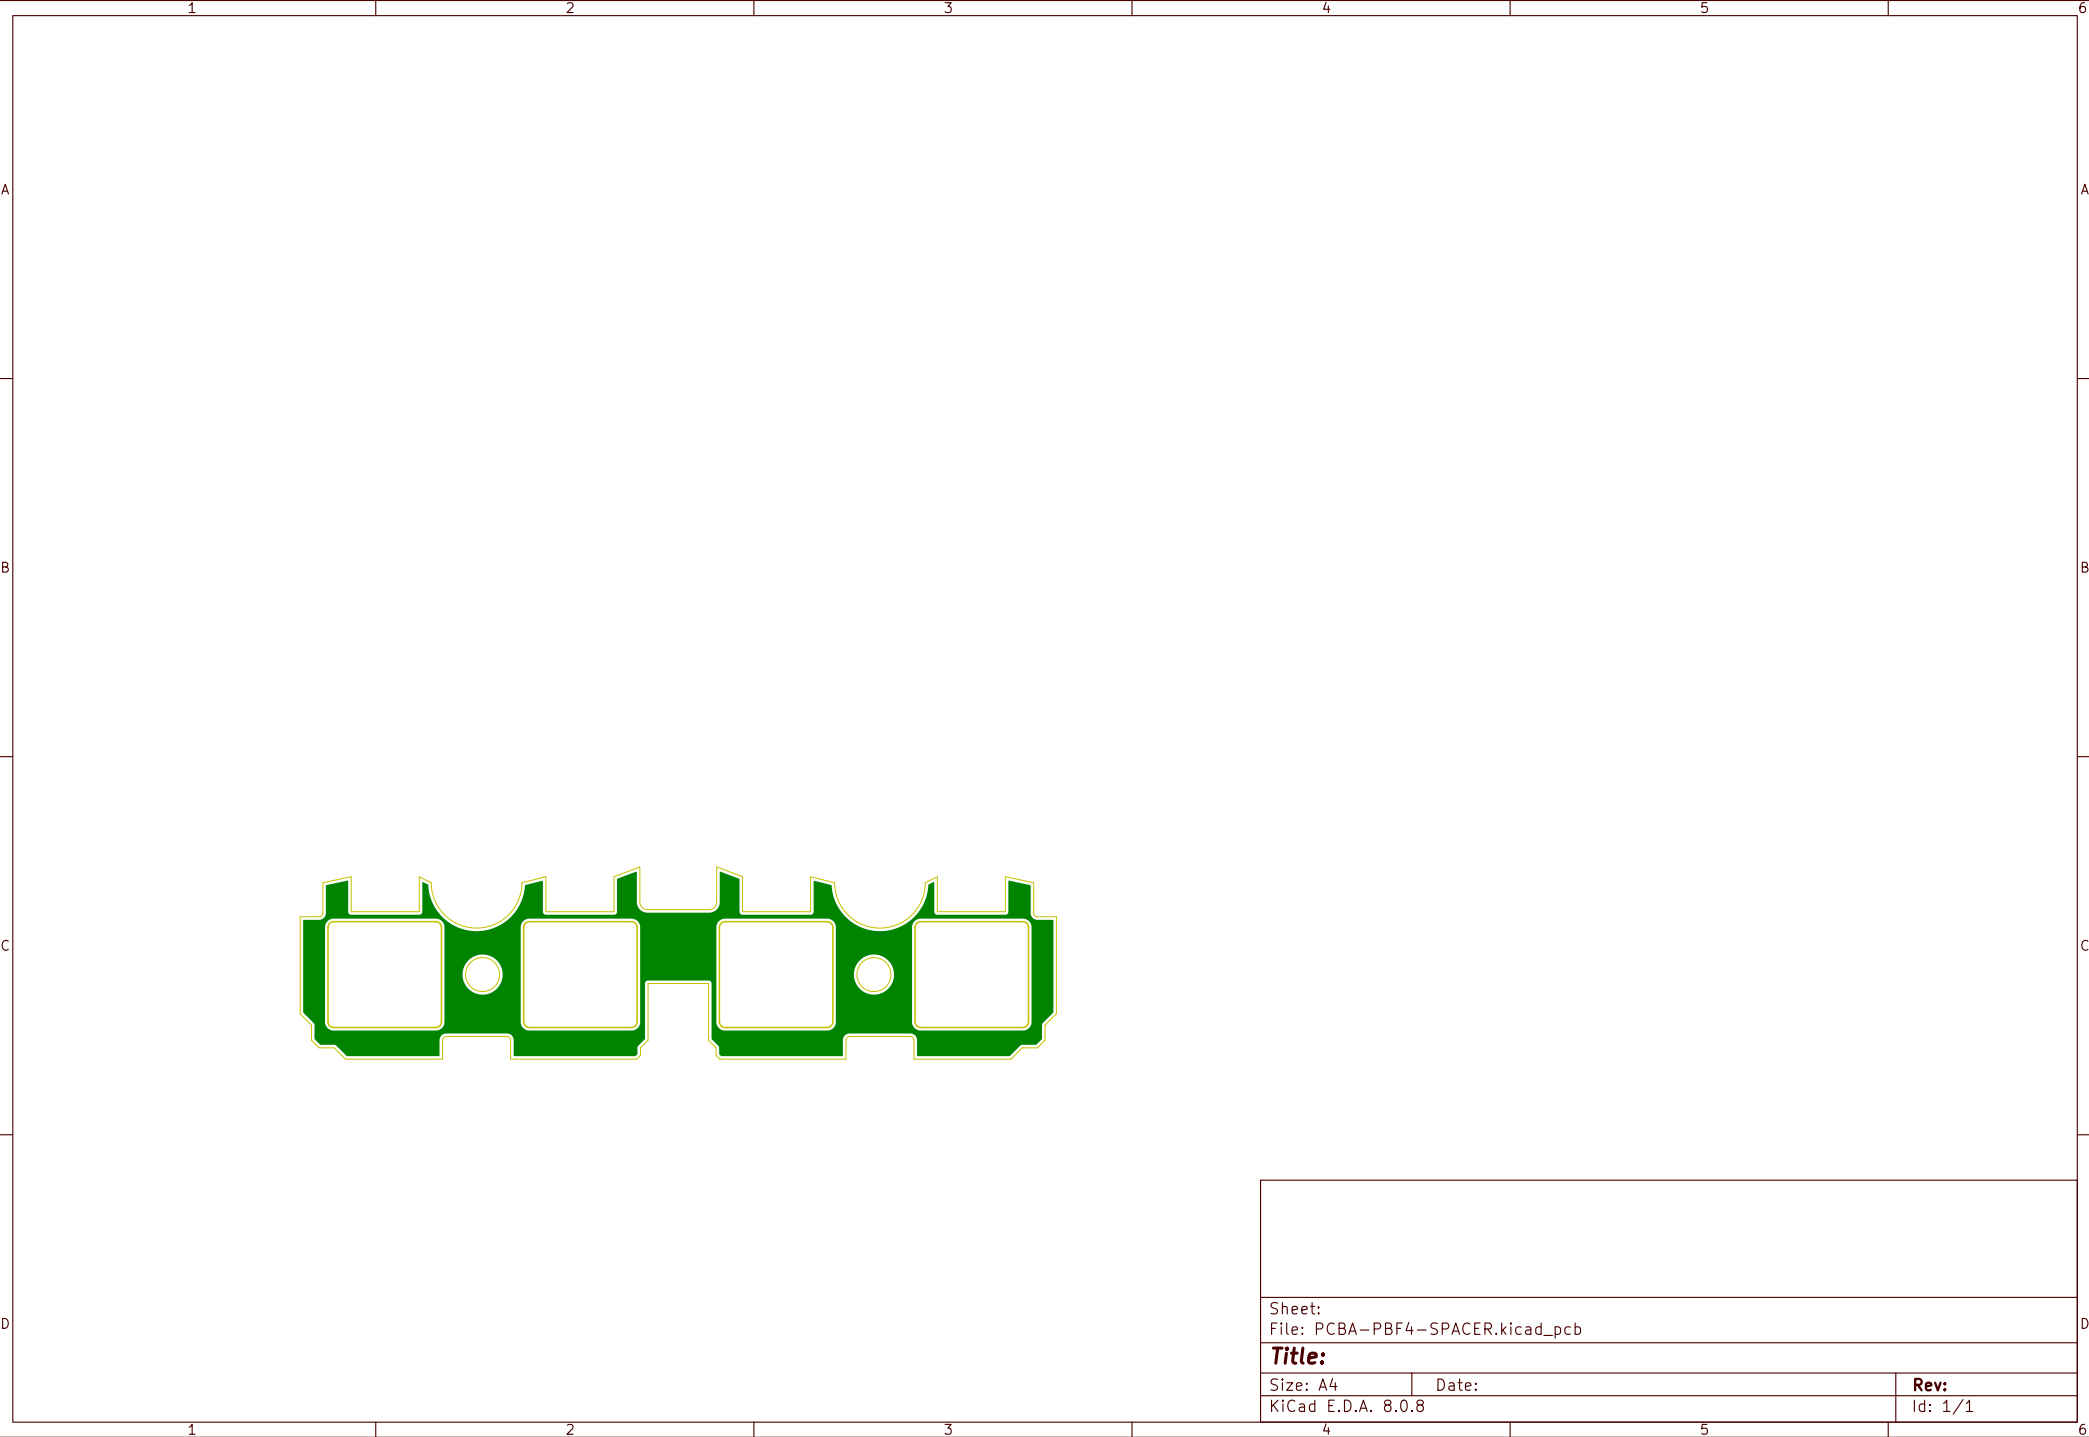 1 2 3 4 5 6
A A
B B
C C
Sheet:
File: PCBA-PBF4-SPACER.kicad_pcb
D D
Title:
Size: A4 Date: Rev:
KiCad E.D.A. 8.0.8 Id: 1/1
1 2 3 4 5 6